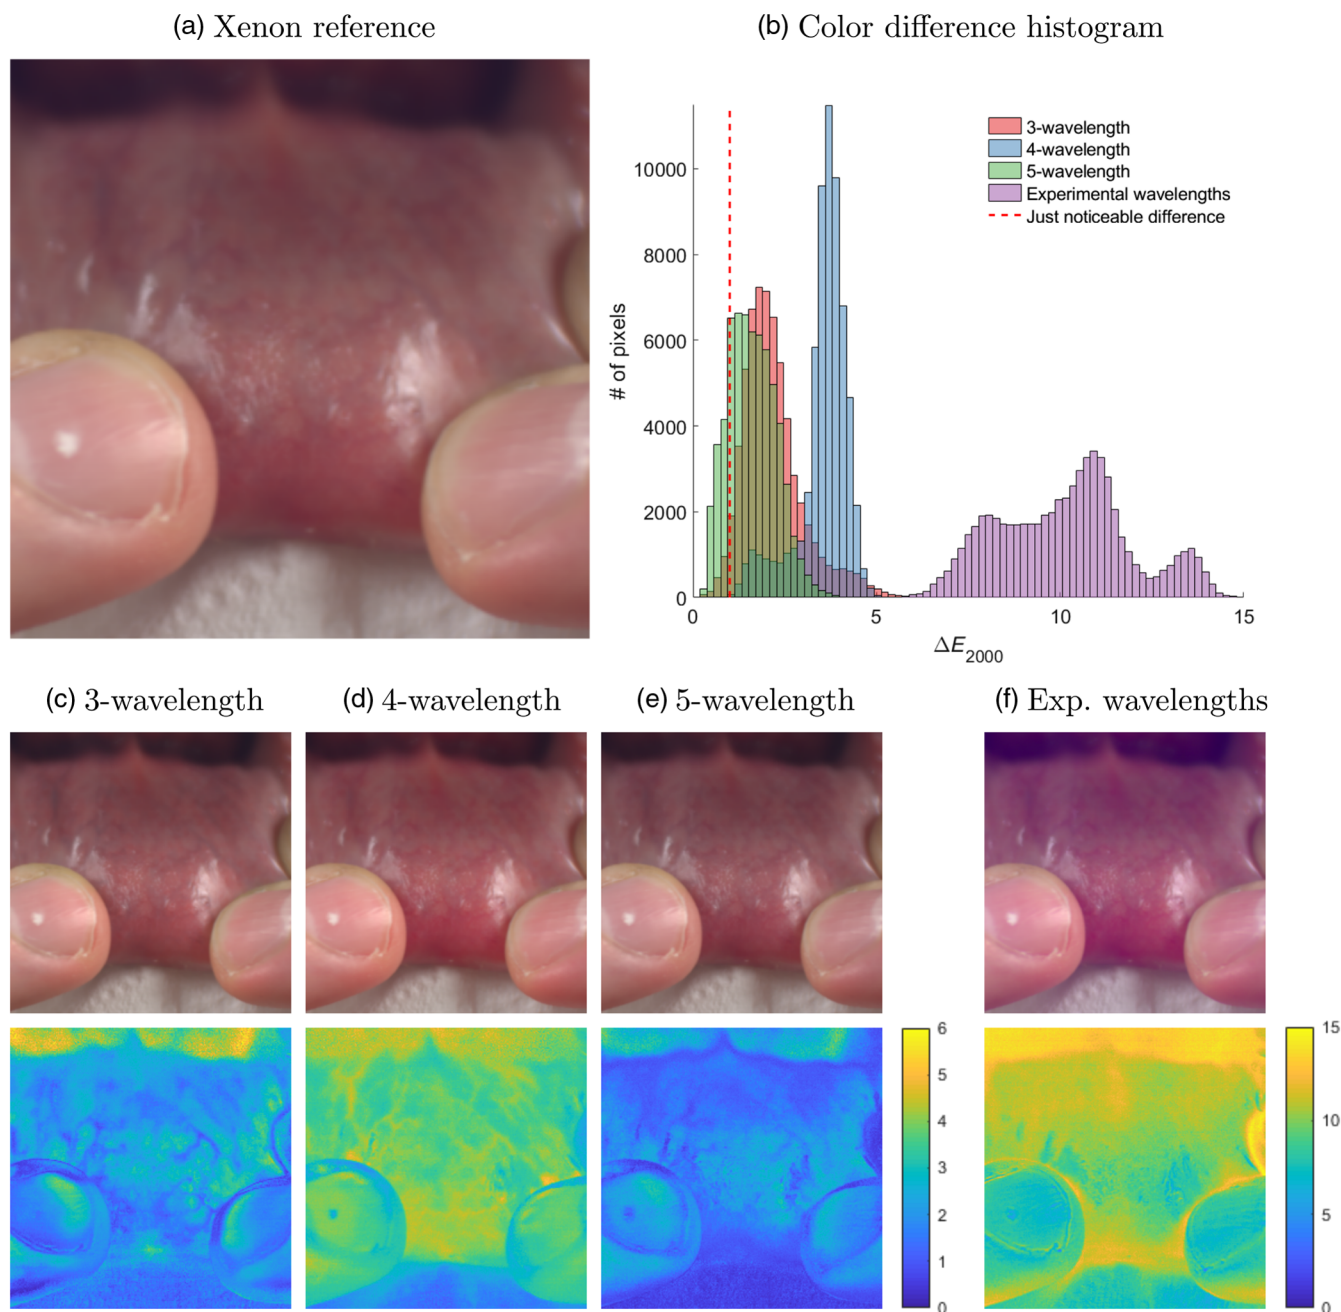 (a) Xenon reference
(b) Color difference histogram
10000
8000
6000
4000
2000
0
# of pixels
0
5
10
15
ΔE2000
3-wavelength
4-wavelength
5-wavelength
Experimental wavelengths
Just noticeable difference
(c) 3-wavelength
(d) 4-wavelength
(e) 5-wavelength
(f) Exp. wavelengths
6
5
4
3
2
1
0
15
10
5
0